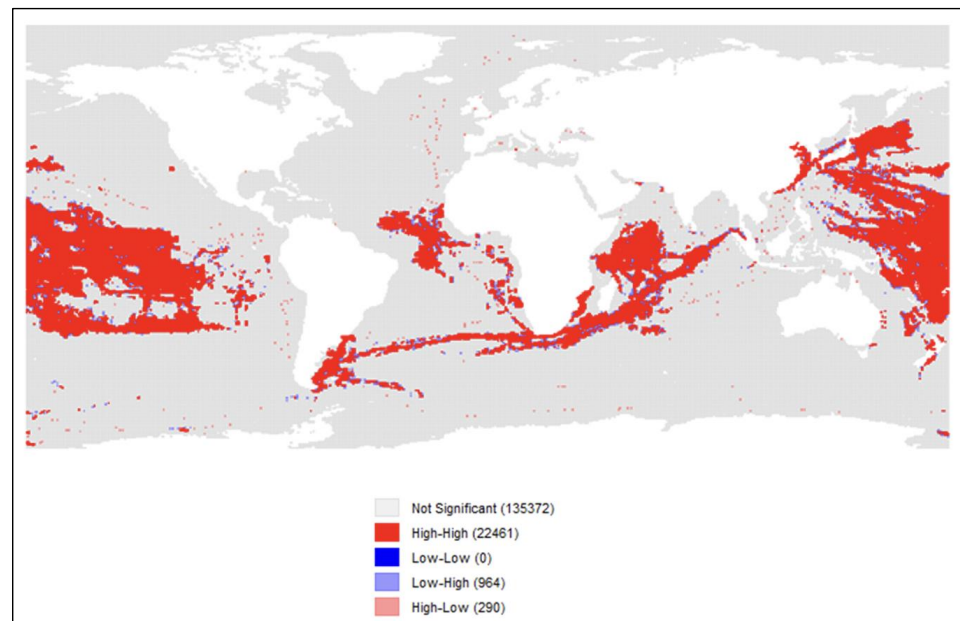 Not Significant (135372)
High-High (22461)
Low-Low (0)
Low-High (964)
High-Low (290)